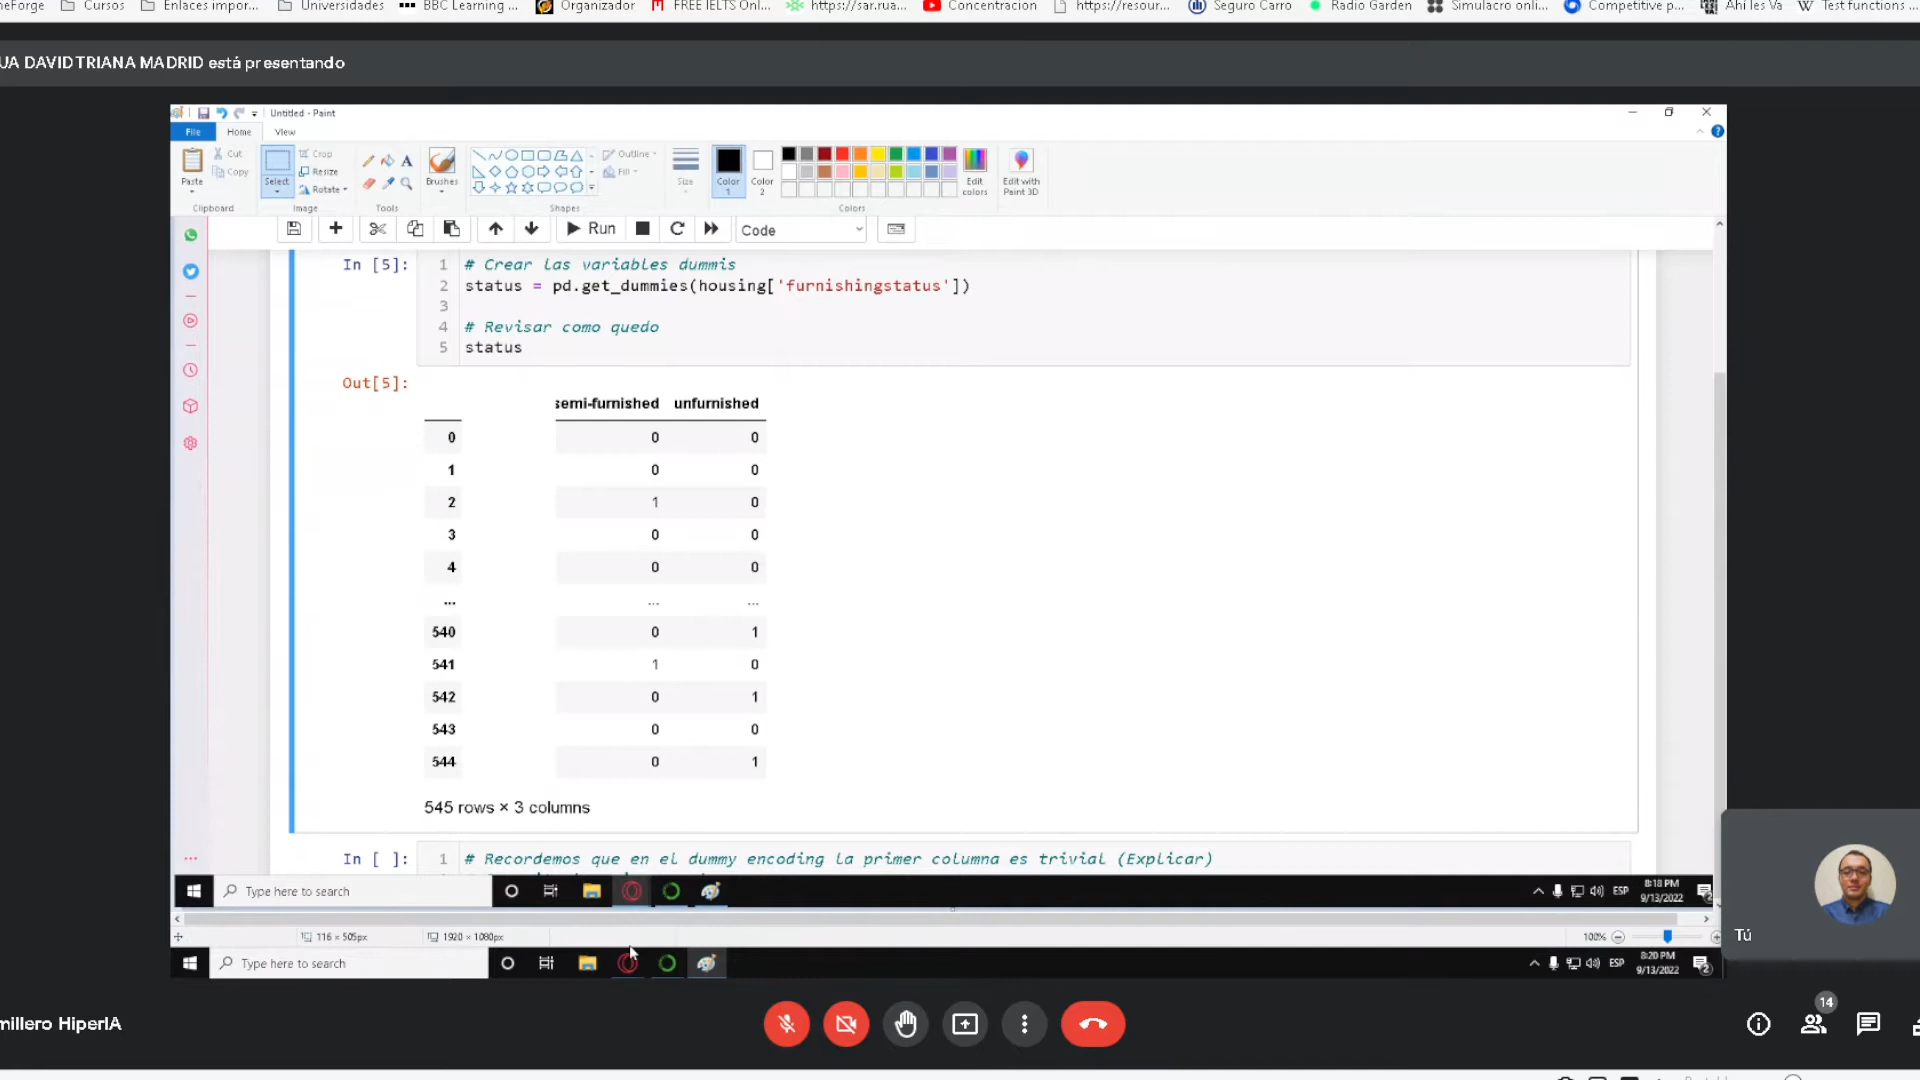 neForge Cursos Enlaces impor... Universidades BBC Learning ... Organizador FREE IELTS Onl... https://sar.rua... Concentracion https://resour... Seguro Carro Radio Garden Simulacro onli... Competitive p... Ahí les Va Test functions ...
UA DAVID TRIANA MADRID está presentando
Untitled - Paint
File Home View
Paste Cut Copy Select Crop Resize Rotate Brushes Outline Fill Size Color 1 Color 2 Edit colors Edit with Paint 3D
Clipboard Image Tools Shapes Colors
Run Code
In [5]: 1 # Crear las variables dummis
2 status = pd.get_dummies(housing['furnishingstatus'])
3
4 # Revisar como quedo
5 status
Out[5]:
semi-furnished unfurnished
0 0 0
1 0 0
2 1 0
3 0 0
4 0 0
... ... ...
540 0 1
541 1 0
542 0 1
543 0 0
544 0 1
545 rows × 3 columns
In [ ]: 1 # Recordemos que en el dummy encoding la primer columna es trivial (Explicar)
Type here to search ESP 8:18 PM 9/13/2022
116 × 505px 1920 × 1080px 100%
Tú
Type here to search ESP 8:20 PM 9/13/2022 2
millero HiperIA
14